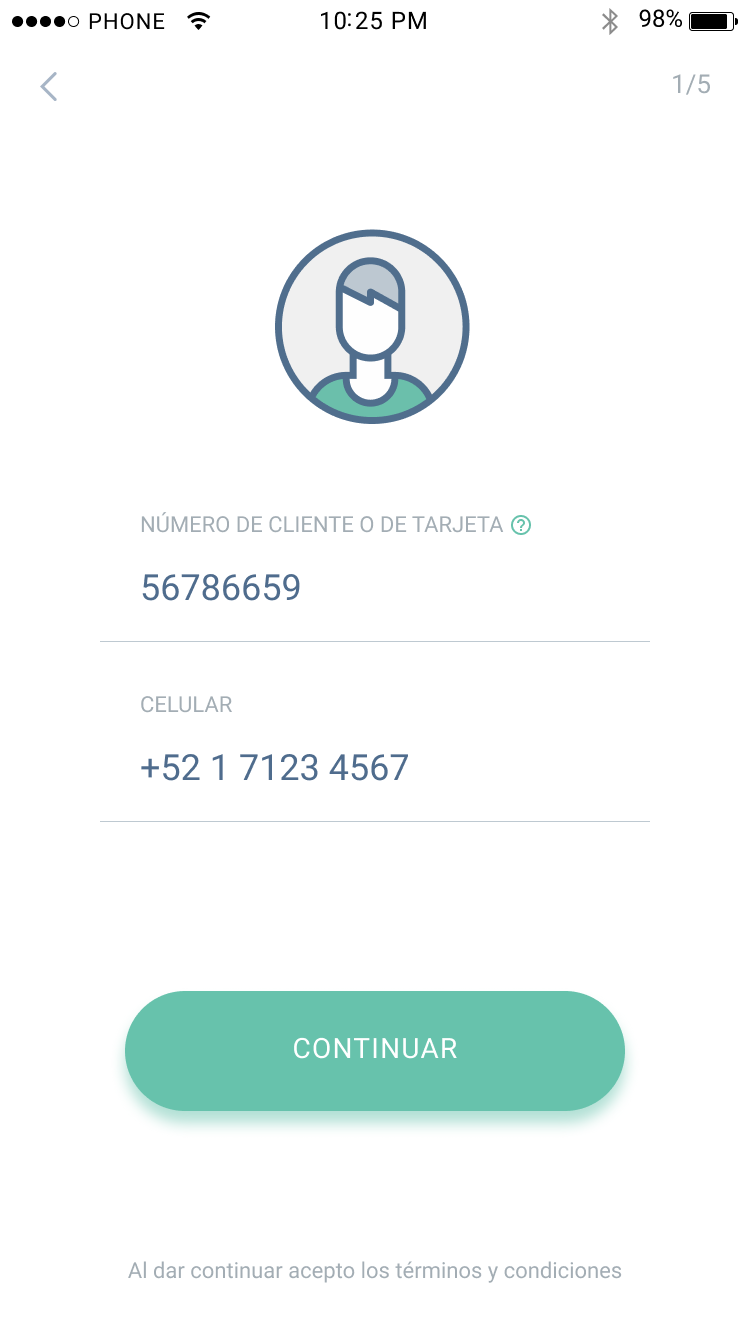 PHONE 10:25 PM 98%
1/5
NÚMERO DE CLIENTE O DE TARJETA ?
56786659
CELULAR
+52 1 7123 4567
CONTINUAR
Al dar continuar acepto los términos y condiciones